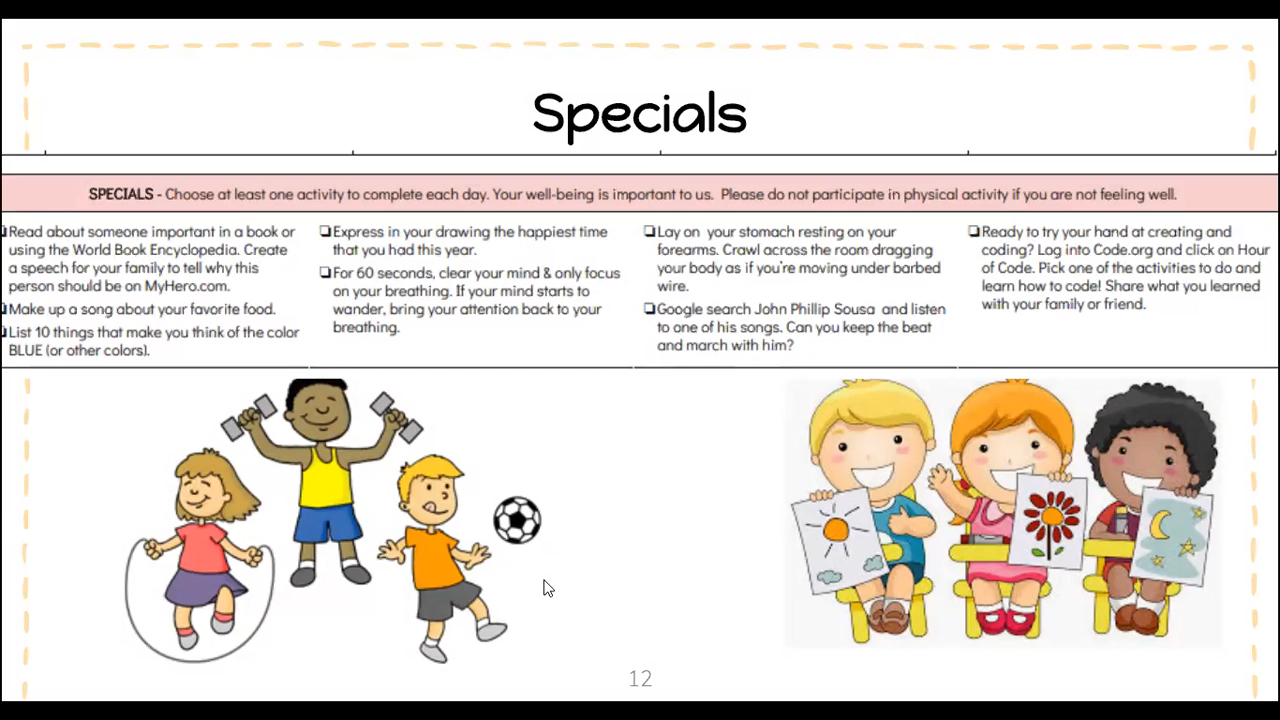 Specials
SPECIALS - Choose at least one activity to complete each day. Your well-being is important to us. Please do not participate in physical activity if you are not feeling well.
❏Read about someone important in a book or
using the World Book Encyclopedia. Create
a speech for your family to tell why this
person should be on MyHero.com.
❏Make up a song about your favorite food.
❏List 10 things that make you think of the color
BLUE (or other colors).
❏Express in your drawing the happiest time
that you had this year.
❏For 60 seconds, clear your mind & only focus
on your breathing. If your mind starts to
wander, bring your attention back to your
breathing.
❏Lay on your stomach resting on your
forearms. Crawl across the room dragging
your body as if you're moving under barbed
wire.
❏Google search John Phillip Sousa and listen
to one of his songs. Can you keep the beat
and march with him?
❏Ready to try your hand at creating and
coding? Log into Code.org and click on Hour
of Code. Pick one of the activities to do and
learn how to code! Share what you learned
with your family or friend.
12